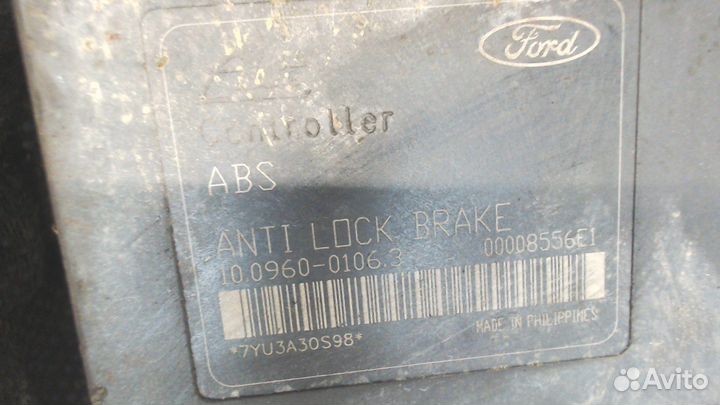 Ford
Controller
ABS
ANTI LOCK BRAKE
10.0960-0106.3 00008556E1
MADE IN PHILIPPINES
*7YU3A30S98*
Avito